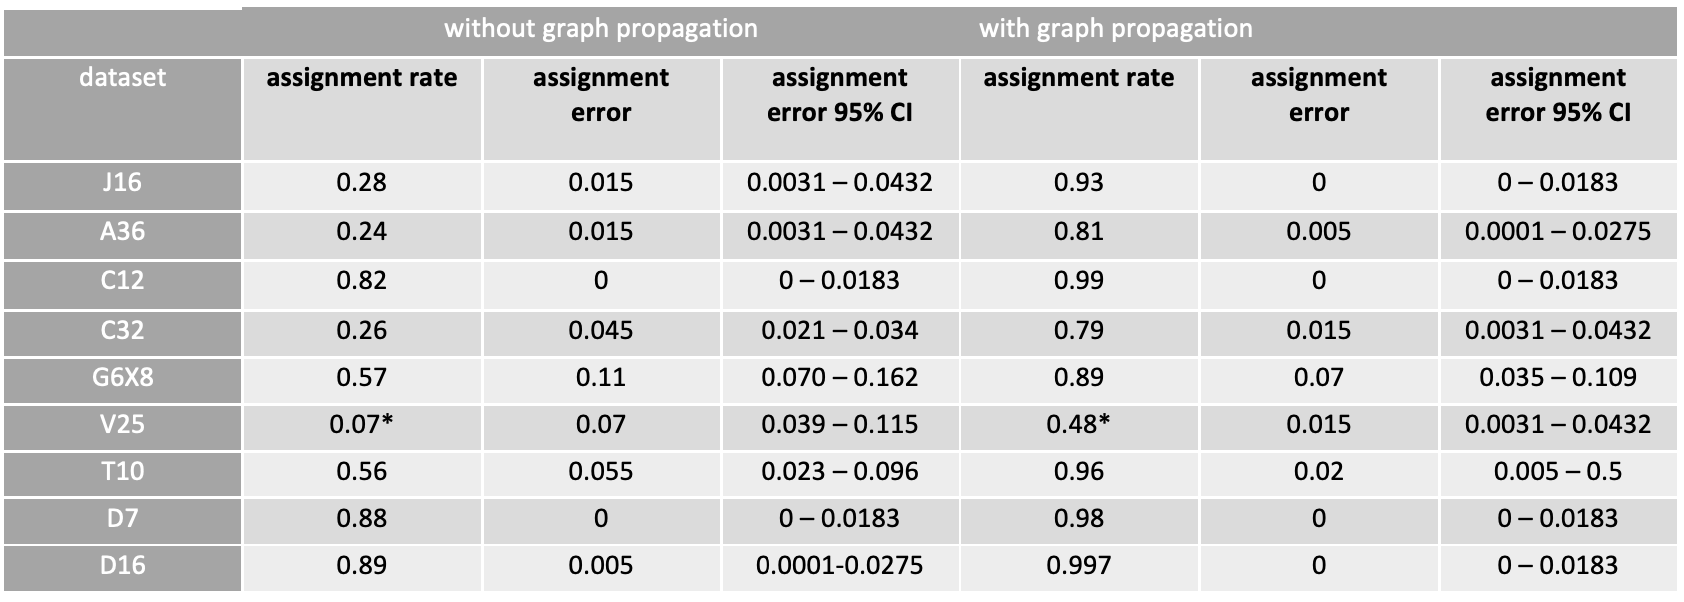 without graph propagation with graph propagation
dataset assignment rate assignment error assignment error 95% CI assignment rate assignment error assignment error 95% CI
J16 0.28 0.015 0.0031 – 0.0432 0.93 0 0 – 0.0183
A36 0.24 0.015 0.0031 – 0.0432 0.81 0.005 0.0001 – 0.0275
C12 0.82 0 0 – 0.0183 0.99 0 0 – 0.0183
C32 0.26 0.045 0.021 – 0.034 0.79 0.015 0.0031 – 0.0432
G6X8 0.57 0.11 0.070 – 0.162 0.89 0.07 0.035 – 0.109
V25 0.07* 0.07 0.039 – 0.115 0.48* 0.015 0.0031 – 0.0432
T10 0.56 0.055 0.023 – 0.096 0.96 0.02 0.005 – 0.5
D7 0.88 0 0 – 0.0183 0.98 0 0 – 0.0183
D16 0.89 0.005 0.0001-0.0275 0.997 0 0 – 0.0183